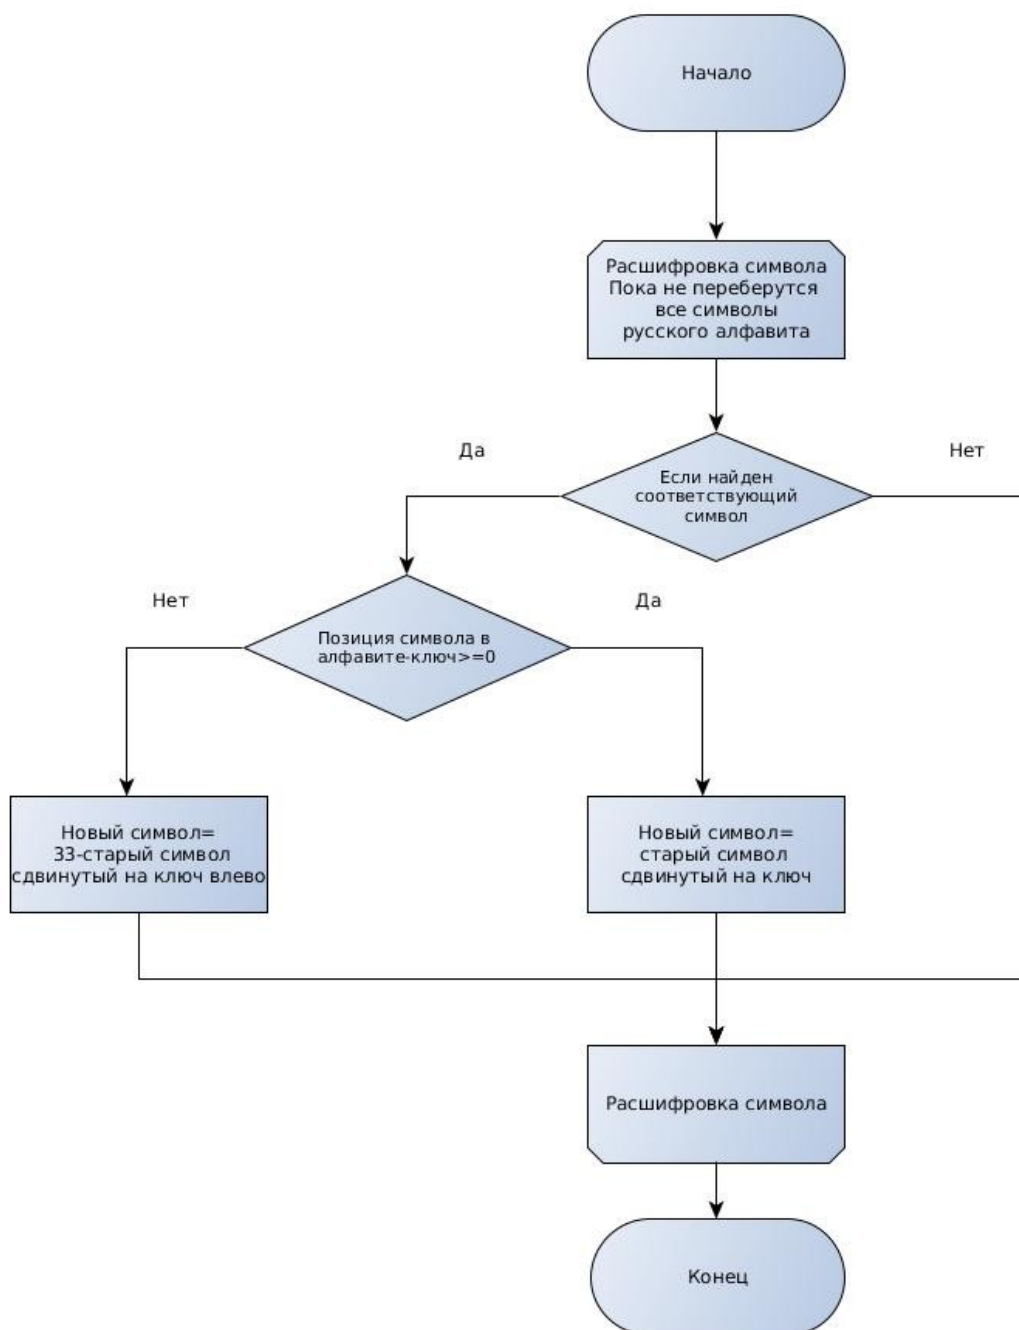 Начало
Расшифровка символа
Пока не переберутся
все символы
русского алфавита
Да
Нет
Если найден
соответствующий
символ
Нет
Да
Позиция символа в
алфавите-ключ>=0
Новый символ=
33-старый символ
сдвинутый на ключ влево
Новый символ=
старый символ
сдвинутый на ключ
Расшифровка символа
Конец